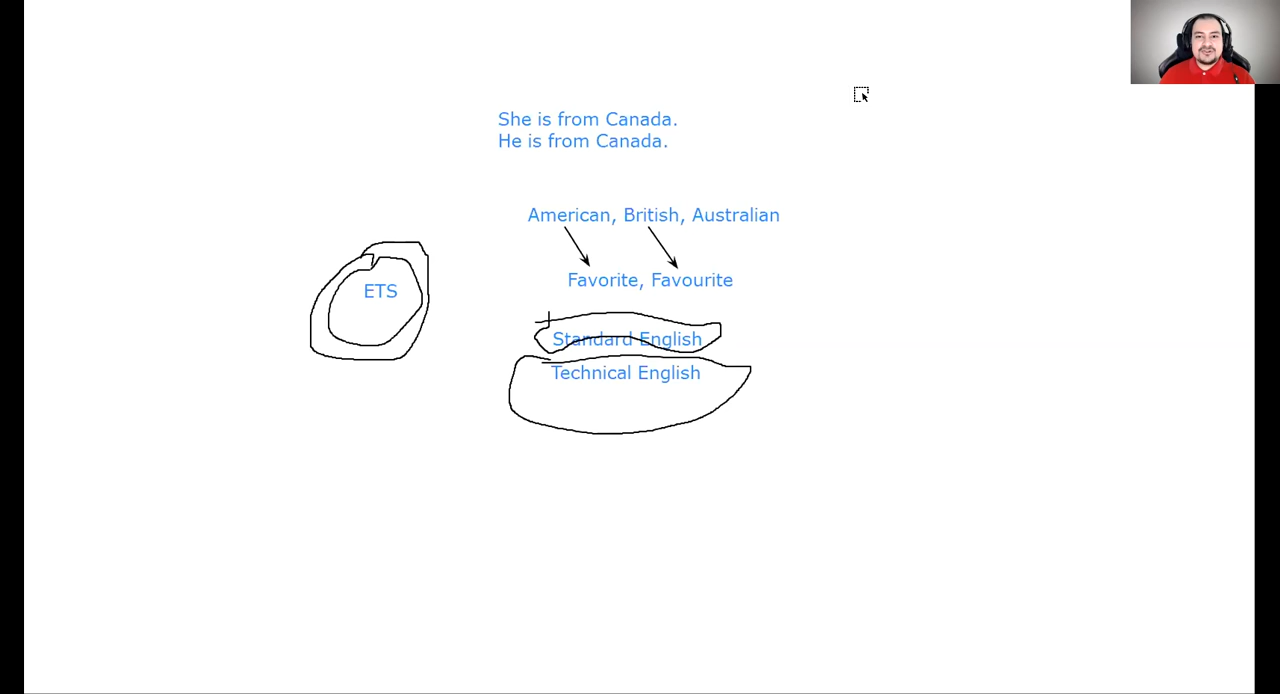 She is from Canada.
He is from Canada.
American, British, Australian
Favorite, Favourite
ETS
Standard English
Technical English